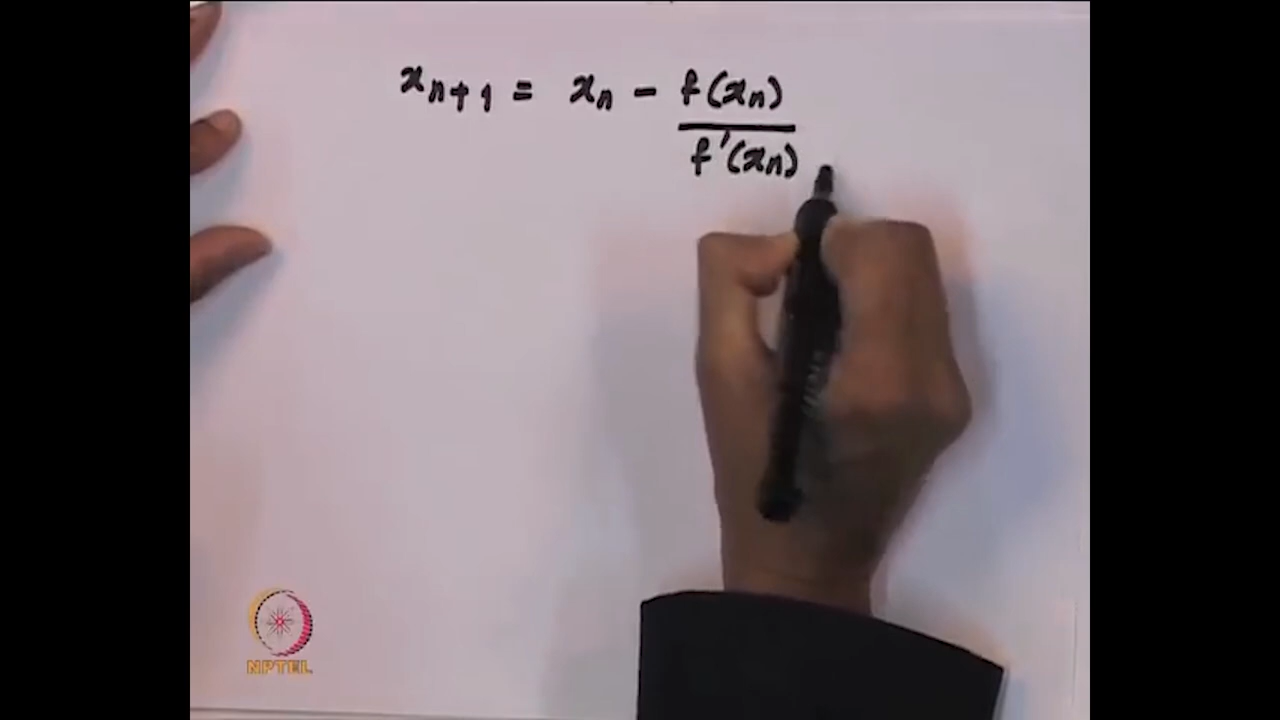 xₙ₊₁ = xₙ - f(xₙ)
f'(xₙ)
NPTEL